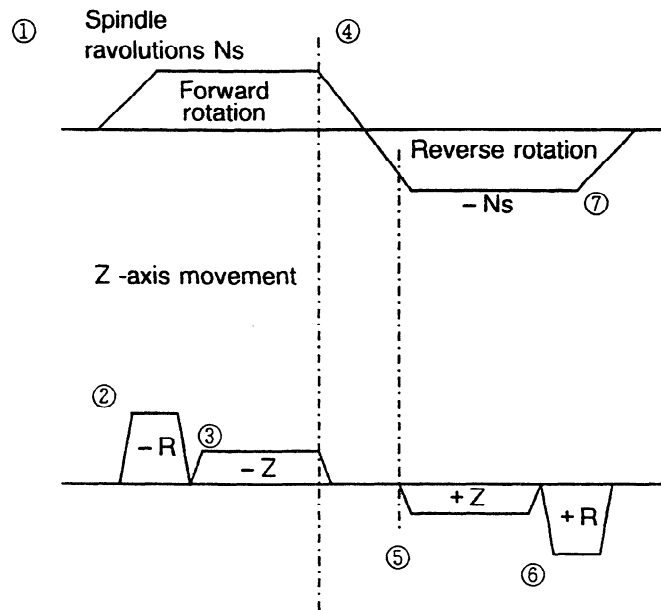 ① Spindle ④
ravolutions Ns
Forward
rotation
Reverse rotation
– Ns ⑦
Z -axis movement
②
– R ③ – Z + Z + R
⑤ ⑥